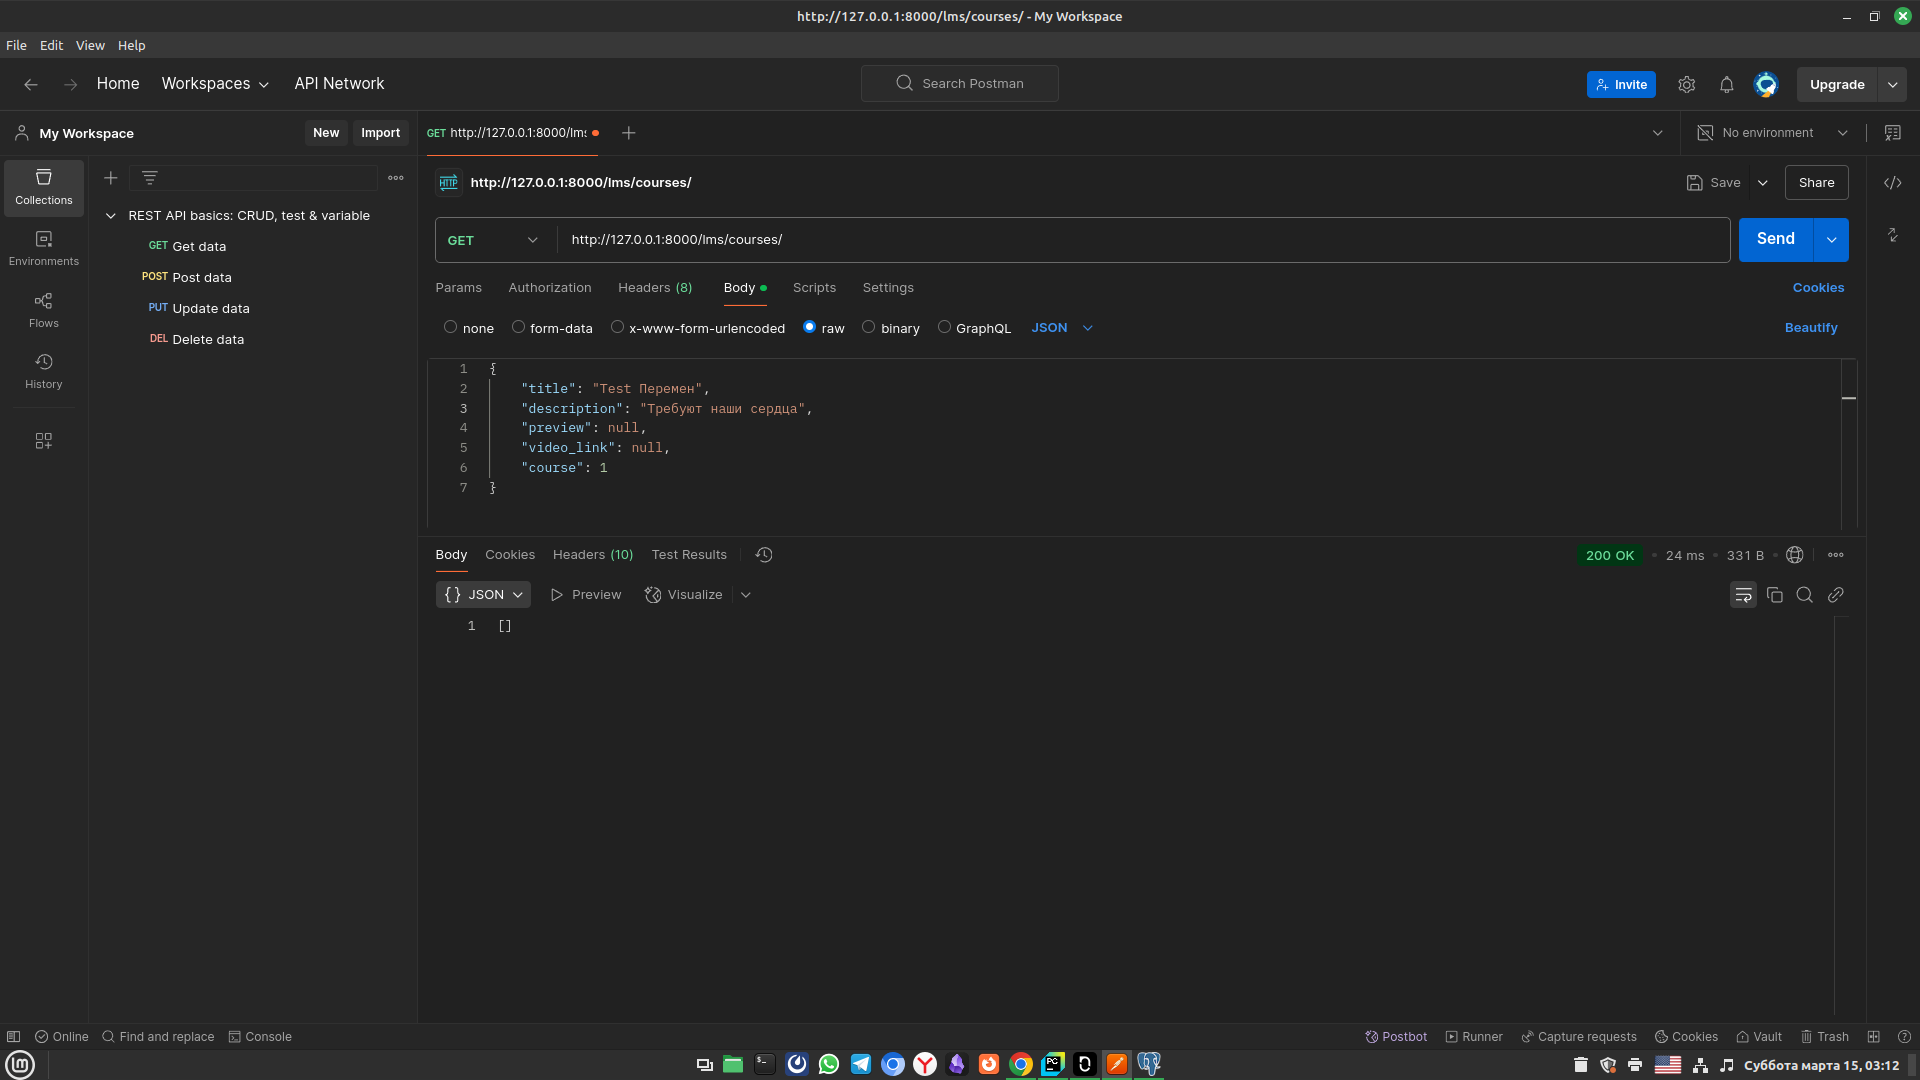 http://127.0.0.1:8000/lms/courses/ - My Workspace
File Edit View Help
Home Workspaces API Network Search Postman Invite Upgrade
My Workspace New Import GET http://127.0.0.1:8000/lms No environment
Collections
Environments
Flows
History
REST API basics: CRUD, test & variable
GET Get data
POST Post data
PUT Update data
DEL Delete data
HTTP http://127.0.0.1:8000/lms/courses/ Save Share
GET http://127.0.0.1:8000/lms/courses/ Send
Params Authorization Headers (8) Body Scripts Settings Cookies
none form-data x-www-form-urlencoded raw binary GraphQL JSON Beautify
1 {
2 "title": "Test Перемен",
3 "description": "Требуют наши сердца",
4 "preview": null,
5 "video_link": null,
6 "course": 1
7 }
Body Cookies Headers (10) Test Results 200 OK 24 ms 331 B
{} JSON Preview Visualize
1 []
Online Find and replace Console Postbot Runner Capture requests Cookies Vault Trash
lm PC Суббота марта 15, 03:12